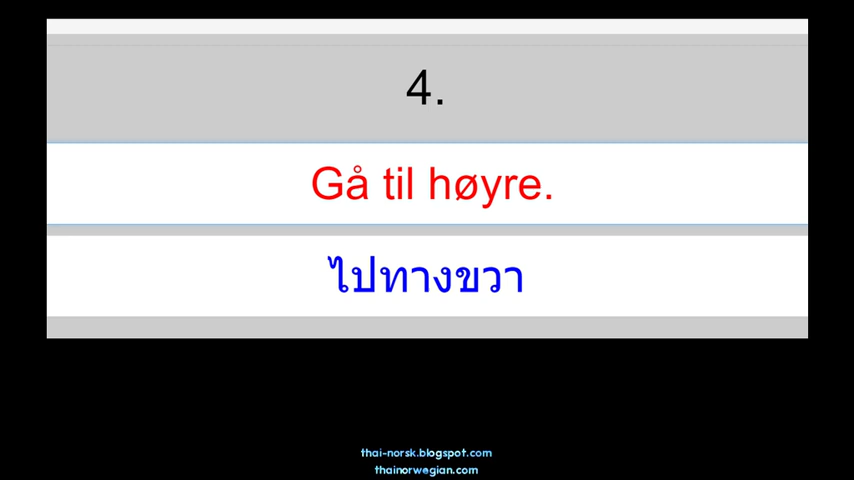 4.
Gå til høyre.
ไปทางขวา
thai-norsk.blogspot.com
thainorwegian.com